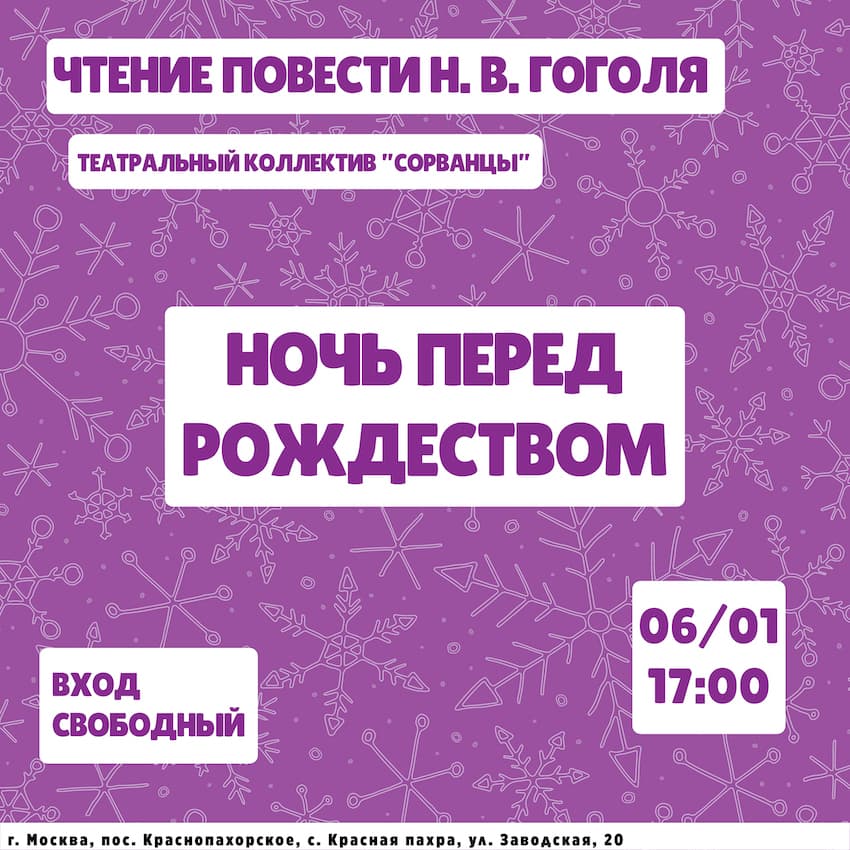 ЧТЕНИЕ ПОВЕСТИ Н. В. ГОГОЛЯ
ТЕАТРАЛЬНЫЙ КОЛЛЕКТИВ "СОРВАНЦЫ"
НОЧЬ ПЕРЕД
РОЖДЕСТВОМ
06/01
17:00
ВХОД
СВОБОДНЫЙ
г. Москва, пос. Краснопахорское, с. Красная пахра, ул. Заводская, 20